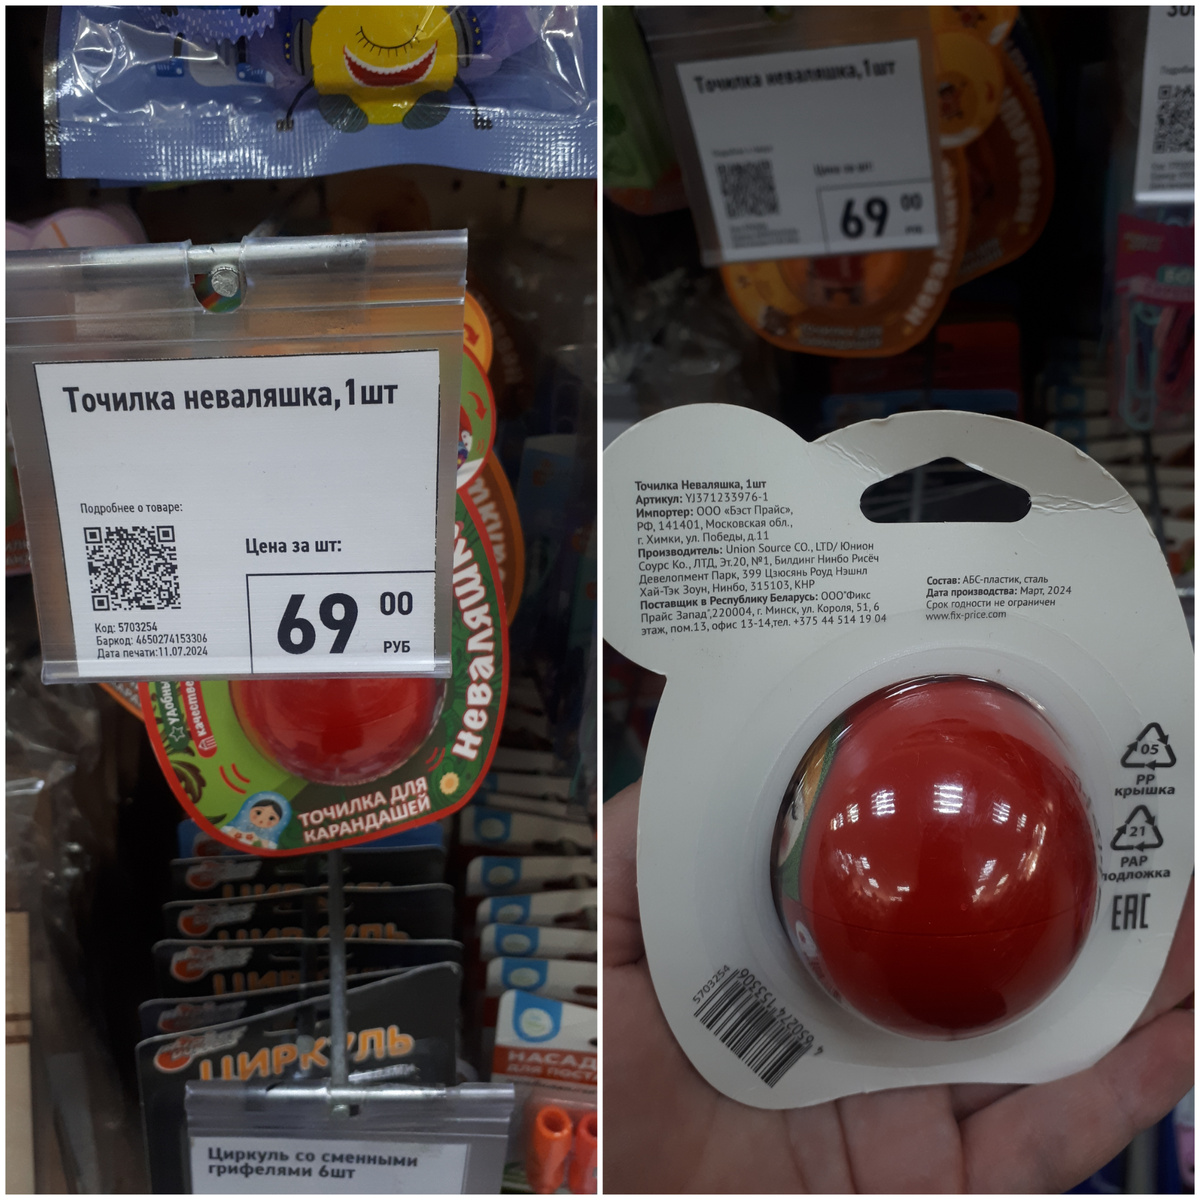 Точилка неваляшка, 1шт
Подробнее о товаре:
Цена за шт:
69 00
РУБ
Код: 5703254
Баркод: 4650274153306
Дата печати:11.07.2024
Неваляшка
качестве
ТОЧИЛКА ДЛЯ
КАРАНДАШЕЙ
ЦИРКУЛЬ
НАСАД
Циркуль со сменными
грифелями 6шт
Точилка неваляшка, 1шт
Цена за шт:
69 00
Точилка Неваляшка, 1шт
Артикул: YJ371233976-1
Импортер: ООО «Бэст Прайс»,
РФ, 141401, Московская обл.,
г. Химки, ул. Победы, д.11
Производитель: Union Source CO., LTD/ Юнион
Соурс Ко., ЛТД, Эт.20, №1, Билдинг Нинбо Рисёч
Девелопмент Парк, 399 Цзюсянь Роуд Нэшнл
Хай-Тэк Зоун, Нинбо, 315103, КНР
Поставщик в Республику Беларусь: ООО"Фикс
Прайс Запад",220004, г. Минск, ул. Короля, 51, 6
этаж, пом.13, офис 13-14,тел. +375 44 514 19 04
Состав: АБС-пластик, сталь
Дата производства: Март, 2024
Срок годности не ограничен
www.fix-price.com
05
PP
крышка
21
PAP
подложка
EAC
5703254
4 650274 153306